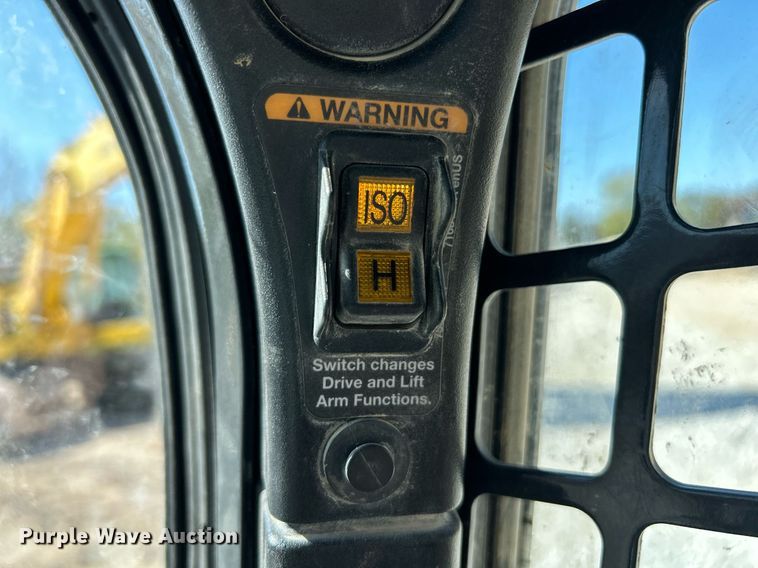 WARNING
ISO
H
Switch changes
Drive and Lift
Arm Functions.
Purple Wave Auction